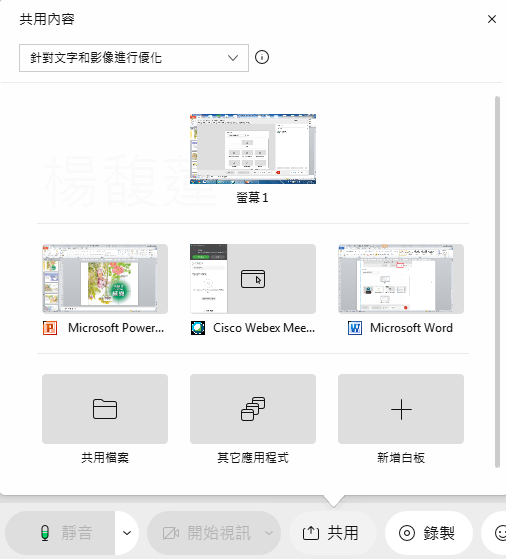 共用內容
針對文字和影像進行優化
螢幕 1
Microsoft Power...
Cisco Webex Mee...
Microsoft Word
共用檔案
其它應用程式
新增白板
靜音
開始視訊
共用
錄製